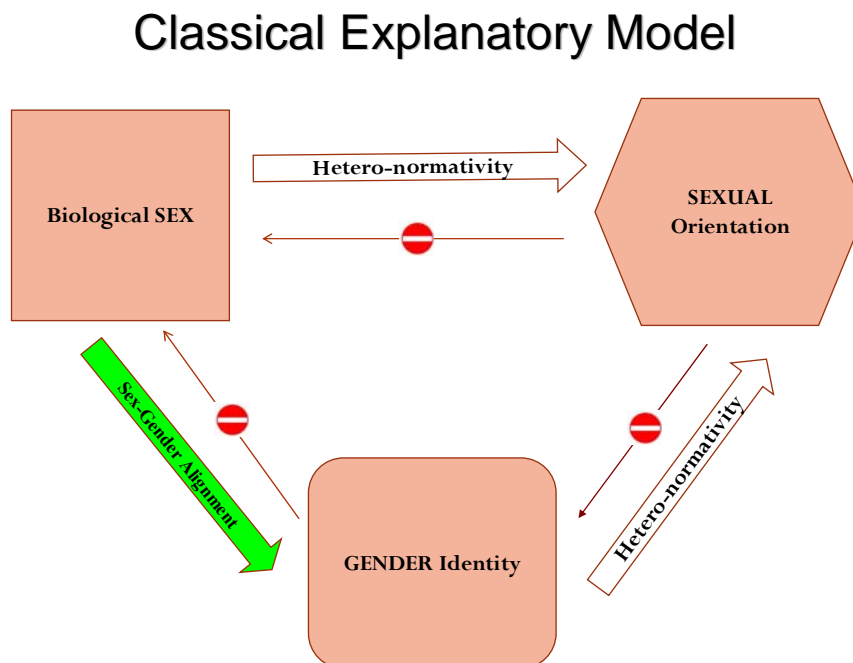 Classical Explanatory Model
Hetero-normativity
Biological SEX
SEXUAL
Orientation
Sex-Gender Alignment
Hetero-normativity
GENDER Identity